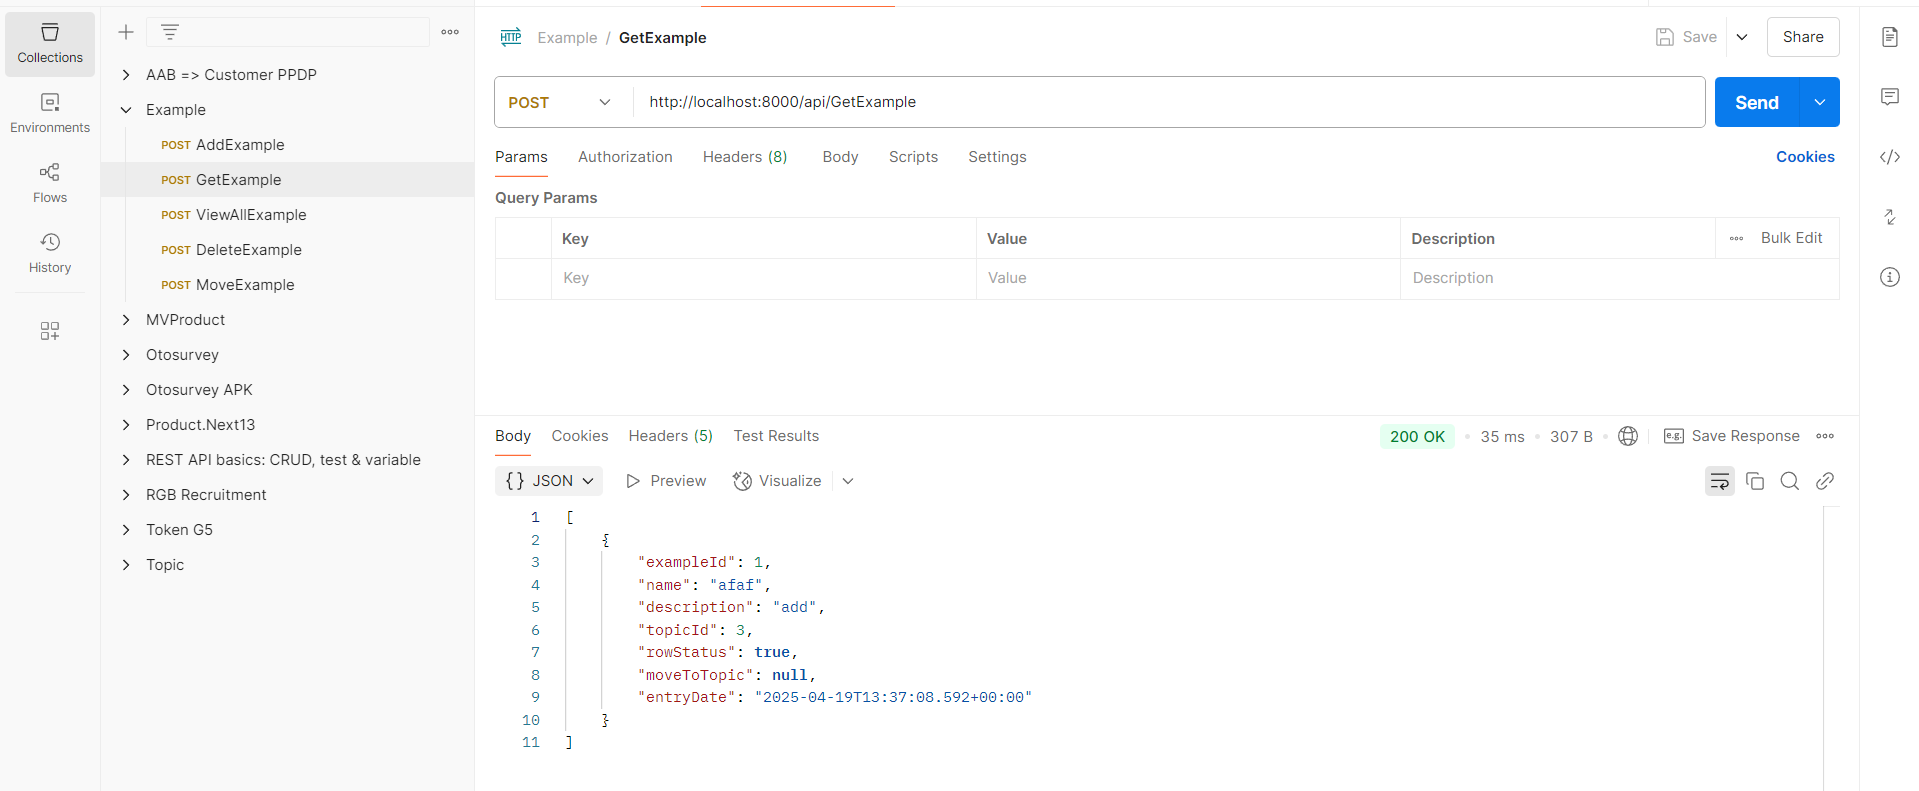 Collections
Environments
Flows
History
AAB => Customer PPDP
Example
POST AddExample
POST GetExample
POST ViewAllExample
POST DeleteExample
POST MoveExample
MVProduct
Otosurvey
Otosurvey APK
Product.Next13
REST API basics: CRUD, test & variable
RGB Recruitment
Token G5
Topic
HTTP Example / GetExample
Save
Share
POST http://localhost:8000/api/GetExample
Send
Params Authorization Headers (8) Body Scripts Settings Cookies
Query Params
Key Value Description Bulk Edit
Key Value Description
Body Cookies Headers (5) Test Results 200 OK 35 ms 307 B e.g. Save Response
{} JSON Preview Visualize
1 [
2 {
3 "exampleId": 1,
4 "name": "afaf",
5 "description": "add",
6 "topicId": 3,
7 "rowStatus": true,
8 "moveToTopic": null,
9 "entryDate": "2025-04-19T13:37:08.592+00:00"
10 }
11 ]